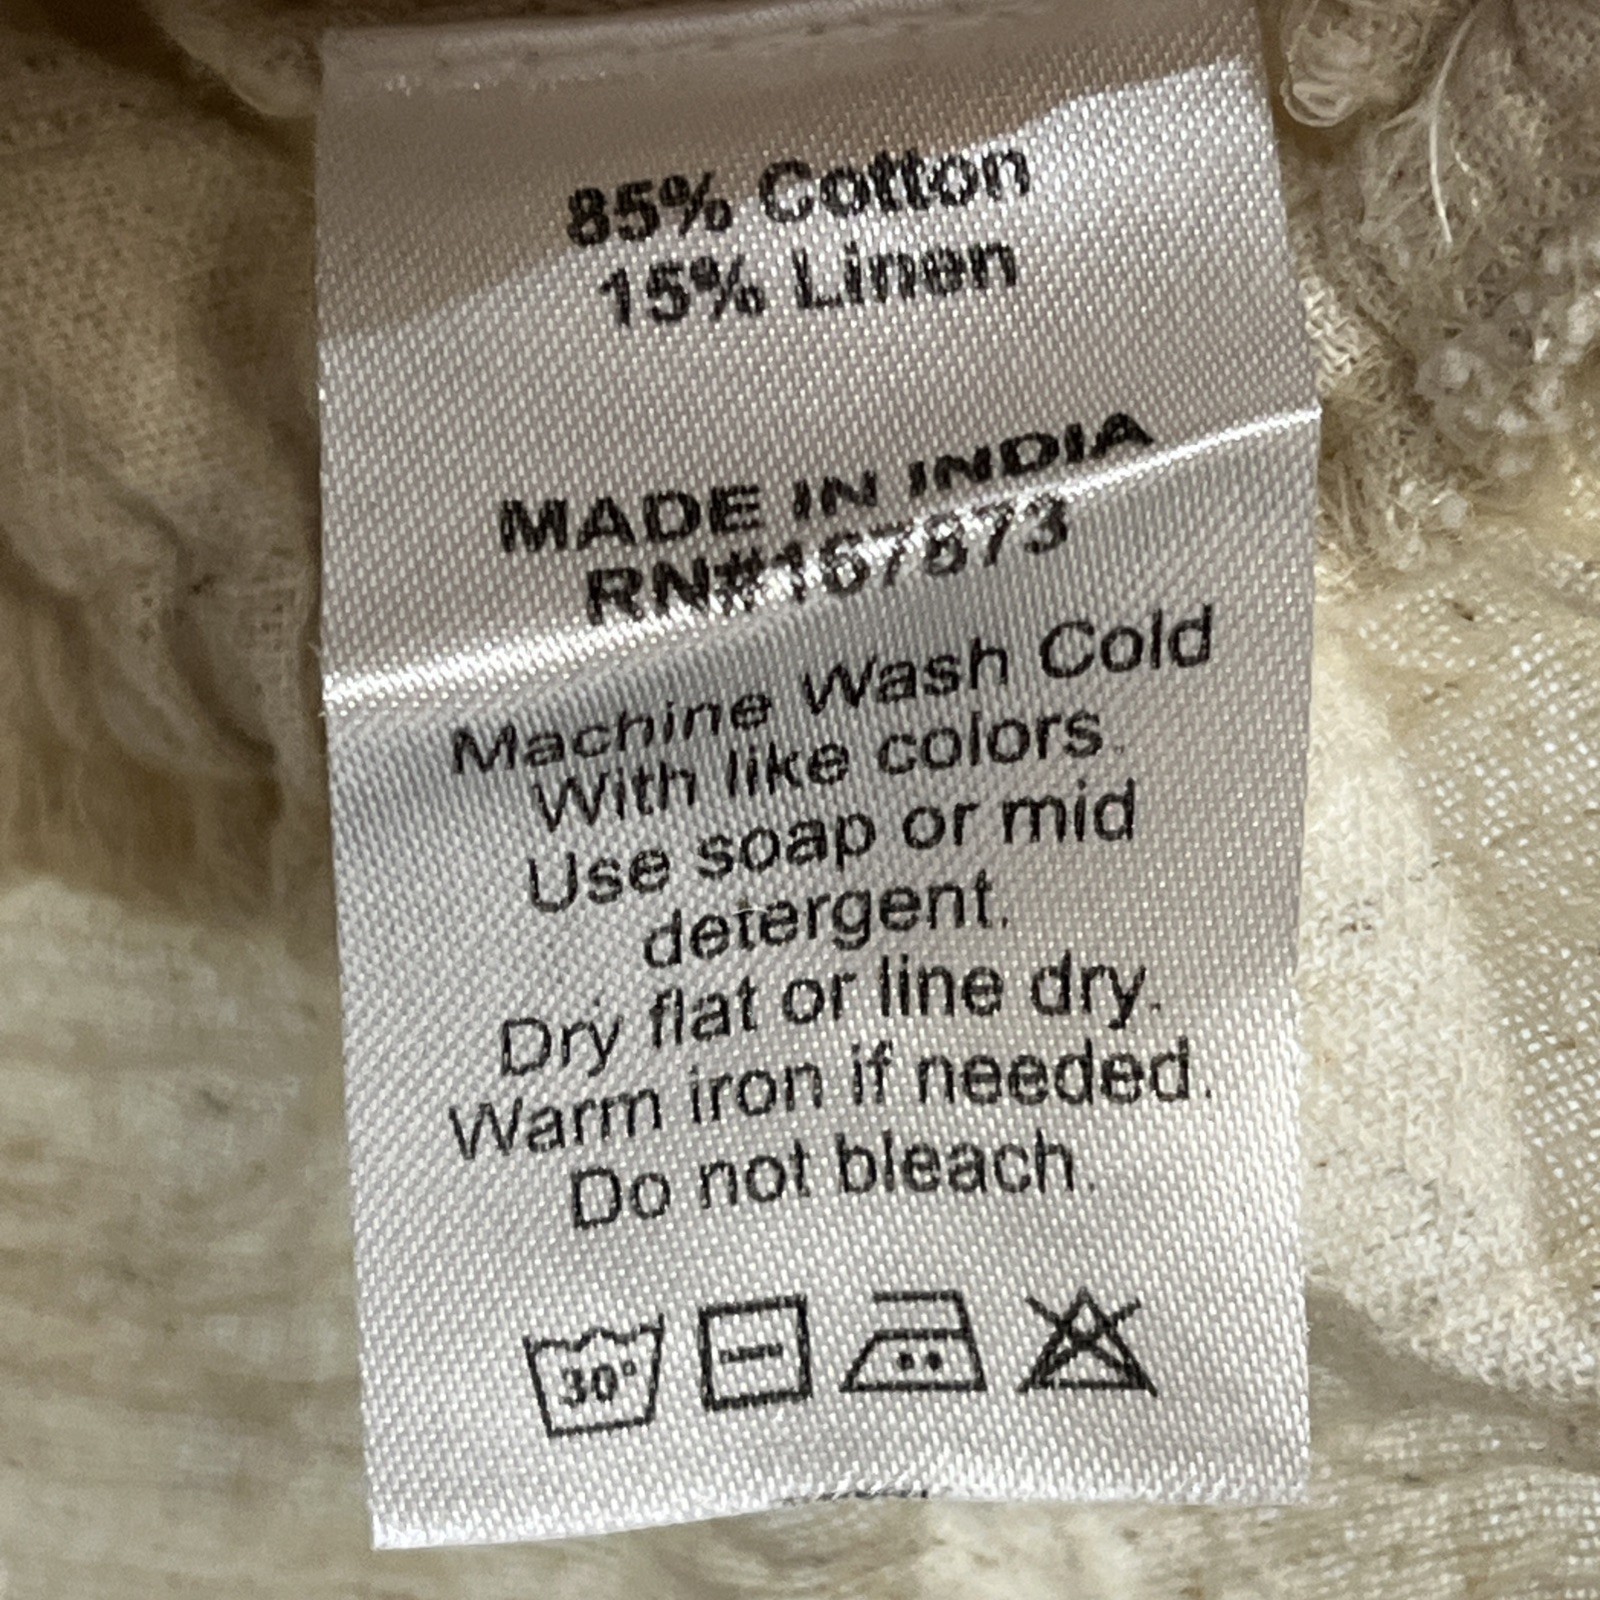 85% Cotton
15% Linen
MADE IN INDIA
RN#167873
Machine Wash Cold
With like colors.
Use soap or mid
detergent.
Dry flat or line dry.
Warm iron if needed.
Do not bleach.
30°